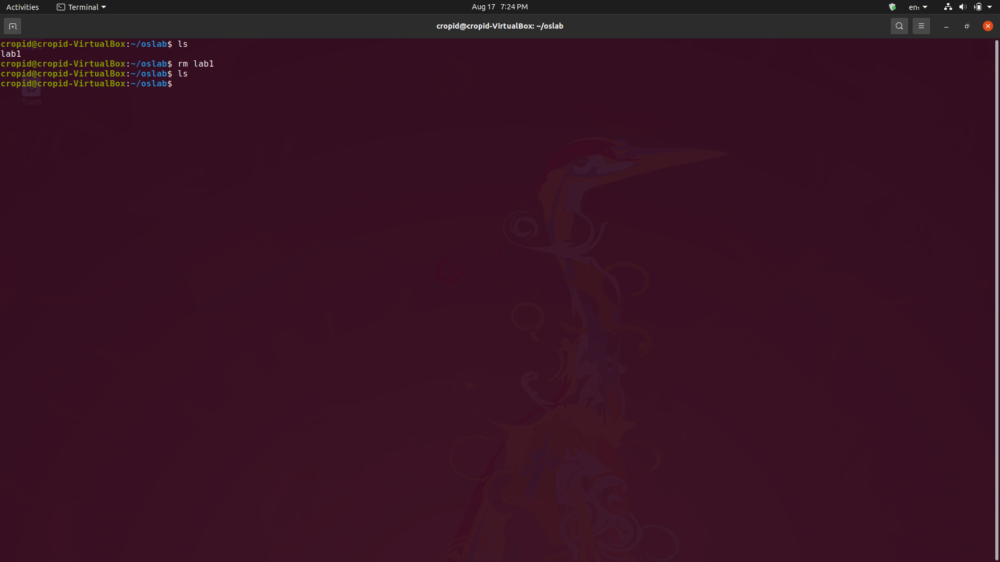 Activities Terminal Aug 17 7:24 PM en₁
cropid@cropid-VirtualBox: ~/oslab
cropid@cropid-VirtualBox:~/oslab$ ls
lab1
cropid@cropid-VirtualBox:~/oslab$ rm lab1
cropid@cropid-VirtualBox:~/oslab$ ls
cropid@cropid-VirtualBox:~/oslab$
Trash